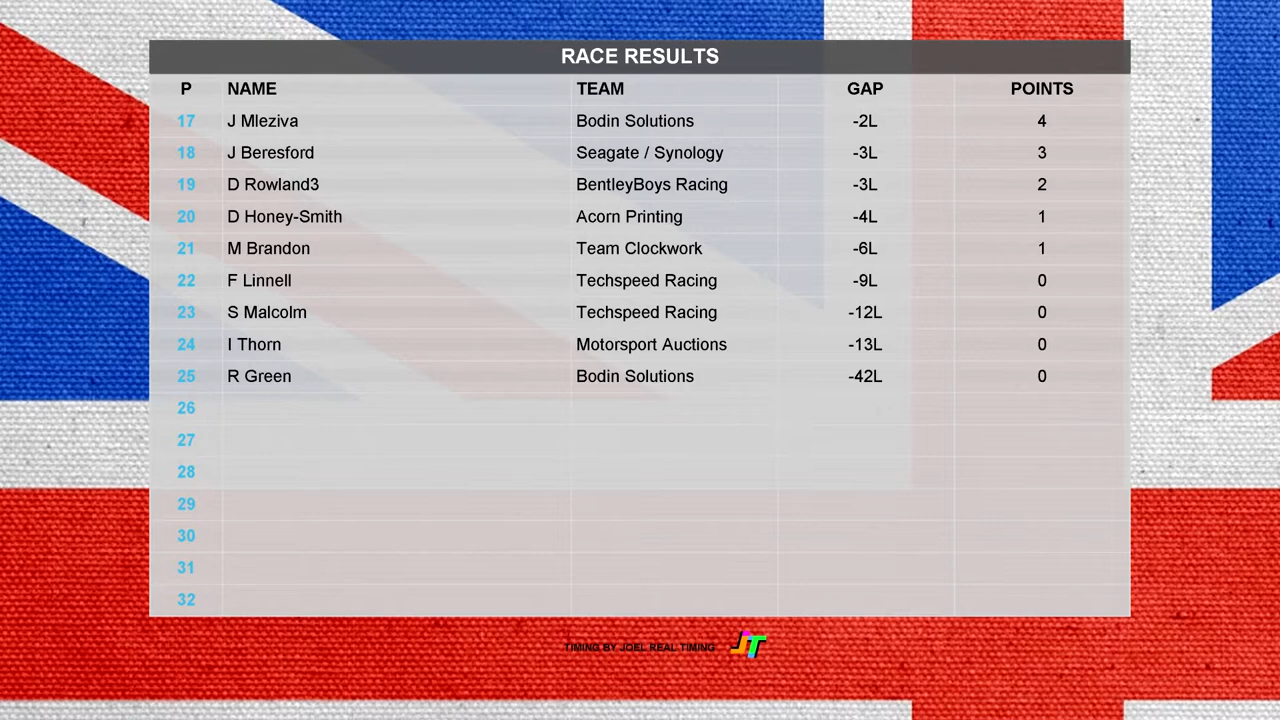 RACE RESULTS
P NAME TEAM GAP POINTS
17 J Mleziva Bodin Solutions -2L 4
18 J Beresford Seagate / Synology -3L 3
19 D Rowland3 BentleyBoys Racing -3L 2
20 D Honey-Smith Acorn Printing -4L 1
21 M Brandon Team Clockwork -6L 1
22 F Linnell Techspeed Racing -9L 0
23 S Malcolm Techspeed Racing -12L 0
24 I Thorn Motorsport Auctions -13L 0
25 R Green Bodin Solutions -42L 0
26
27
28
29
30
31
32
TIMING BY JOEL REAL TIMING JT